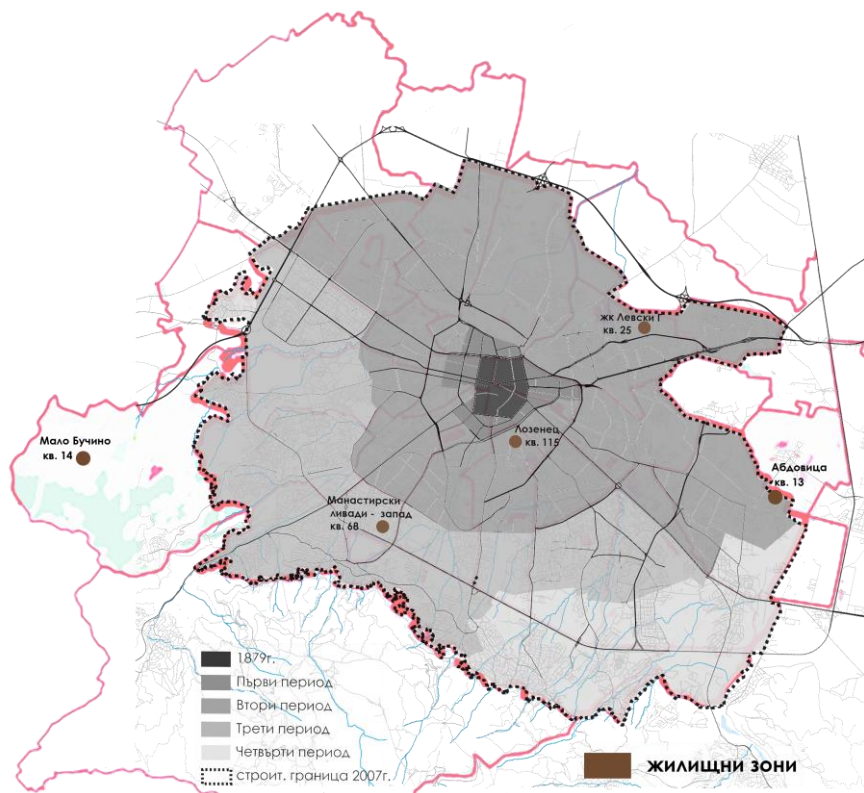 жк Левски Г
кв. 25
Лозенец
кв. 115
Мало Бучино
кв. 14
Абдовица
кв. 13
Манастирски
ливади - запад
кв. 68
1879г.
Първи период
Втори период
Трети период
Четвърти период
строит. граница 2007г.
жилищни зони